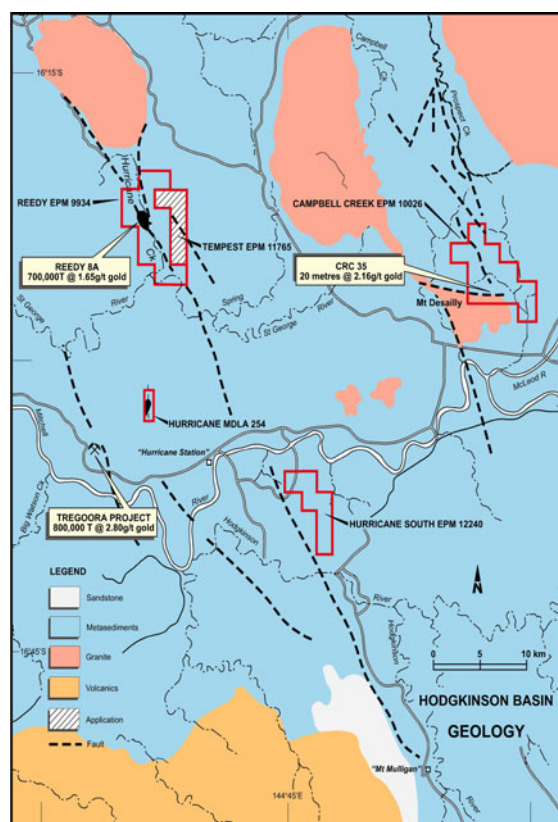 16°15'S
Campbell
Ck
Prospect Ck
Hurricane
Ck
REEDY EPM 9934
CAMPBELL CREEK EPM 10026
TEMPEST EPM 11765
REEDY 8A
700,000T @ 1.65g/t gold
CRC 35
20 metres @ 2.16g/t gold
Mt Desailly
St George
River
Spring
St George
River
McLeod R
HURRICANE MDLA 254
Mitchell
"Hurricane Station"
Big Watson Ck
River
TREGOORA PROJECT
800,000 T @ 2.80g/t gold
HURRICANE SOUTH EPM 12240
Hodgkinson
LEGEND
Sandstone
Metasediments
Granite
Volcanics
Application
Fault
N
River
Hodgkinson
16°45'S
0 5 10 km
HODGKINSON BASIN
GEOLOGY
"Mt Mulligan"
144°45'E
River